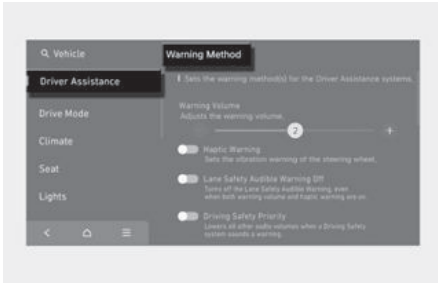 Vehicle
Warning Method
Driver Assistance
Sets the warning method(s) for the Driver Assistance systems.
Drive Mode
Warning Volume
Adjusts the warning volume.
2
+
Climate
Haptic Warning
Sets the vibration warning of the steering wheel.
Seat
Lane Safety Audible Warning Off
Turns off the Lane Safety Audible Warning, even
when both warning volume and haptic warning are on.
Lights
Driving Safety Priority
Lowers all other audio volumes when a Driving Safety
system sounds a warning.